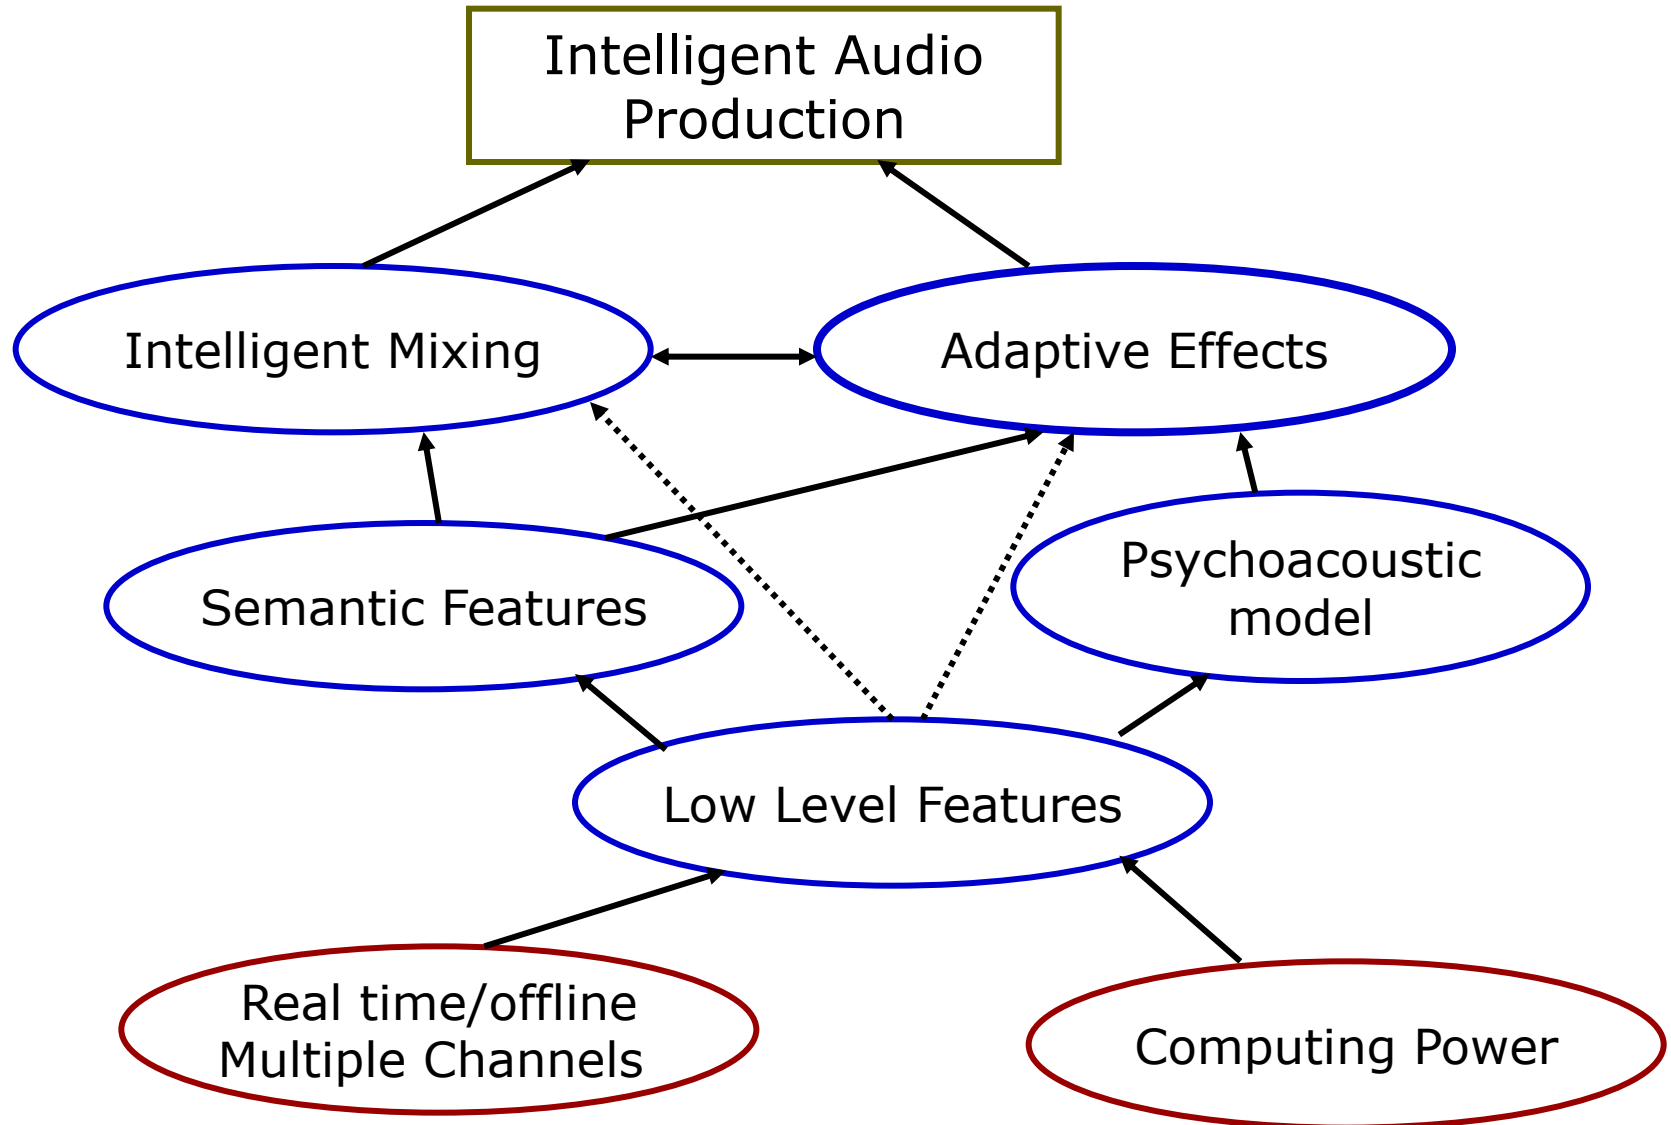 Intelligent Audio
Production
Intelligent Mixing
Adaptive Effects
Semantic Features
Psychoacoustic
model
Low Level Features
Real time/offline
Multiple Channels
Computing Power